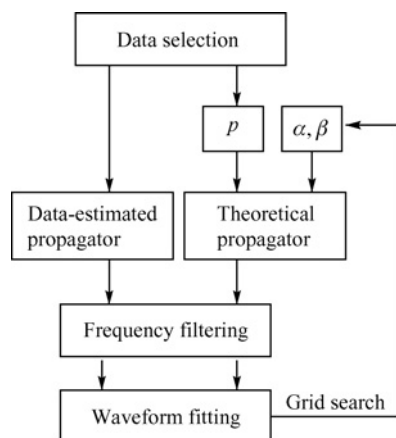 Data selection
p
α, β
Data-estimated
propagator
Theoretical
propagator
Frequency filtering
Grid search
Waveform fitting